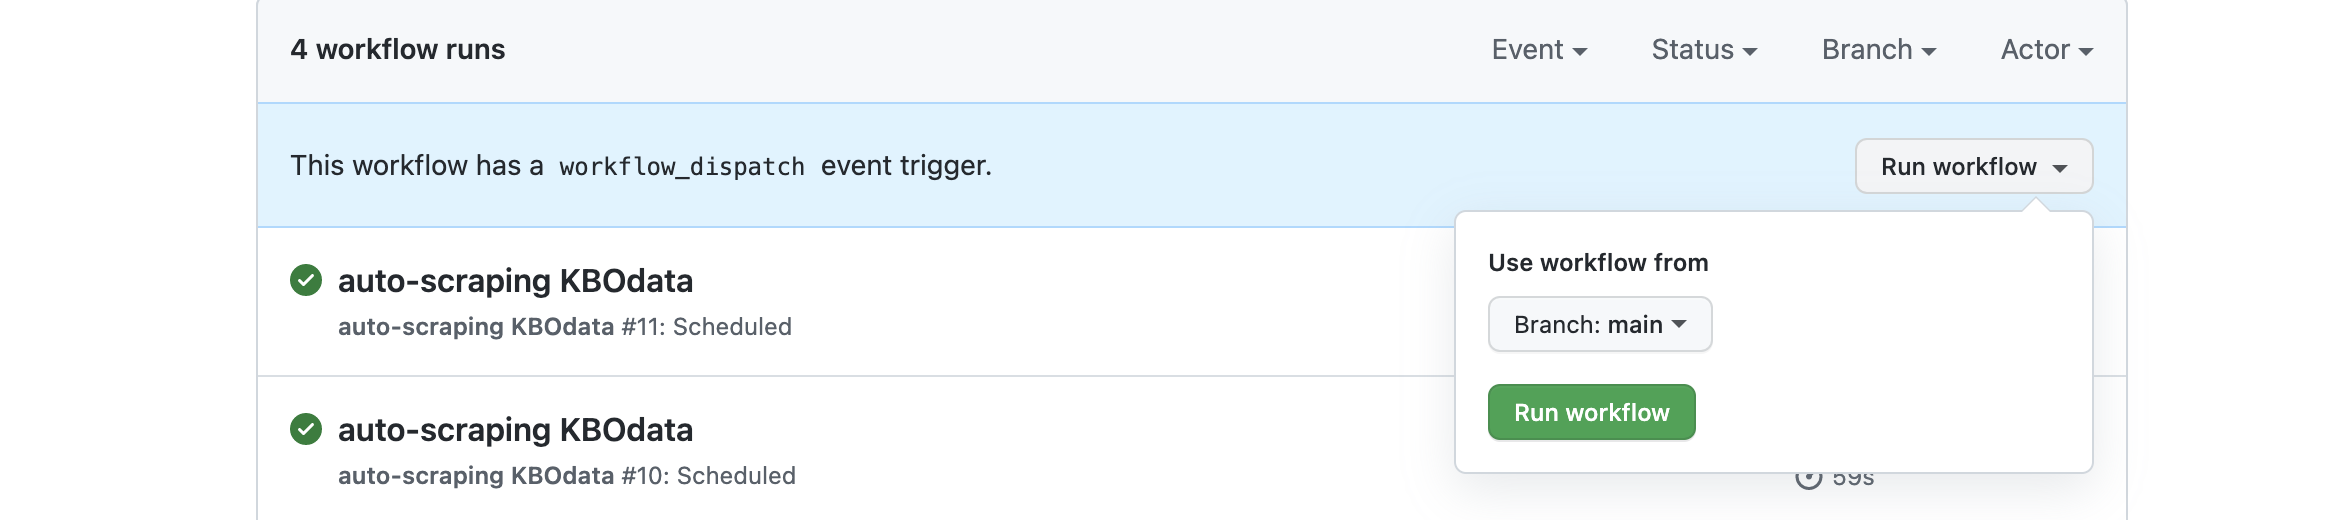 4 workflow runs
Event
Status
Branch
Actor
This workflow has a workflow_dispatch event trigger.
Run workflow
Use workflow from
Branch: main
Run workflow
auto-scraping KBOdata
auto-scraping KBOdata #11: Scheduled
auto-scraping KBOdata
auto-scraping KBOdata #10: Scheduled
59s